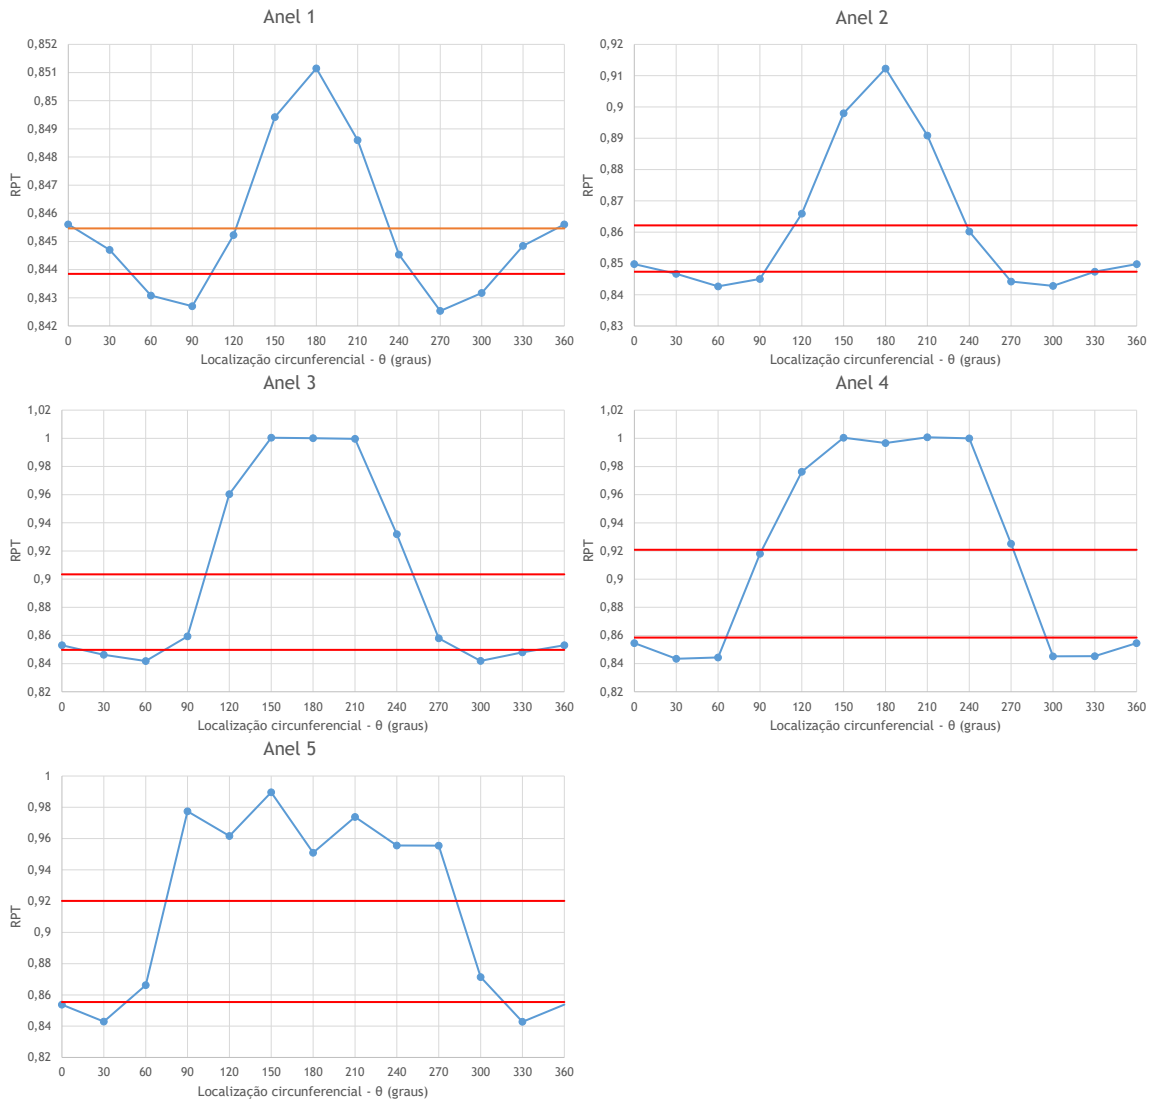 Anel 1
0,852
0,851
0,85
0,849
0,848
0,847
0,846
0,845
0,844
0,843
0,842
RPT
0 30 60 90 120 150 180 210 240 270 300 330 360
Localização circunferencial - θ (graus)
Anel 2
0,92
0,91
0,9
0,89
0,88
0,87
0,86
0,85
0,84
0,83
RPT
0 30 60 90 120 150 180 210 240 270 300 330 360
Localização circunferencial - θ (graus)
Anel 3
1,02
1
0,98
0,96
0,94
0,92
0,9
0,88
0,86
0,84
0,82
RPT
0 30 60 90 120 150 180 210 240 270 300 330 360
Localização circunferencial - θ (graus)
Anel 4
1,02
1
0,98
0,96
0,94
0,92
0,9
0,88
0,86
0,84
0,82
RPT
0 30 60 90 120 150 180 210 240 270 300 330 360
Localização circunferencial - θ (graus)
Anel 5
1
0,98
0,96
0,94
0,92
0,9
0,88
0,86
0,84
0,82
RPT
0 30 60 90 120 150 180 210 240 270 300 330 360
Localização circunferencial - θ (graus)